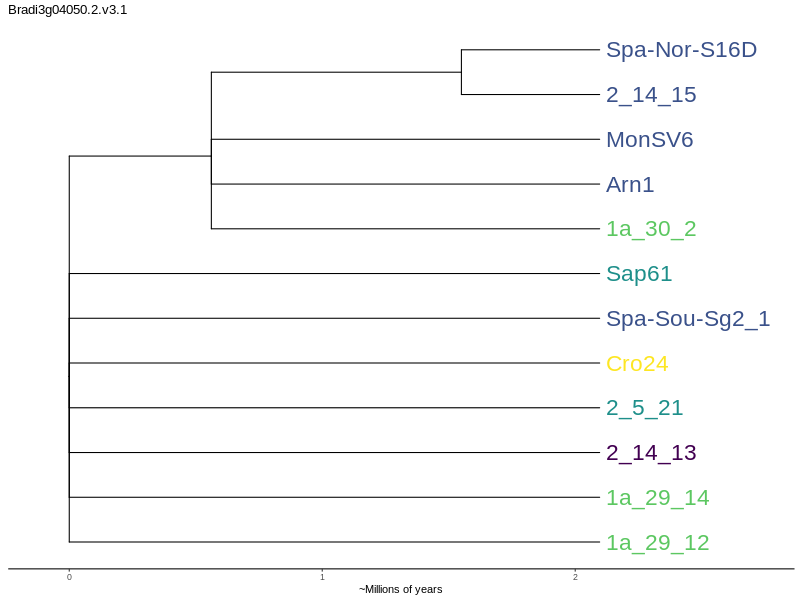 Bradi3g04050.2.v3.1
Spa-Nor-S16D
2_14_15
MonSV6
Arn1
1a_30_2
Sap61
Spa-Sou-Sg2_1
Cro24
2_5_21
2_14_13
1a_29_14
1a_29_12
0 1 2
~Millions of years